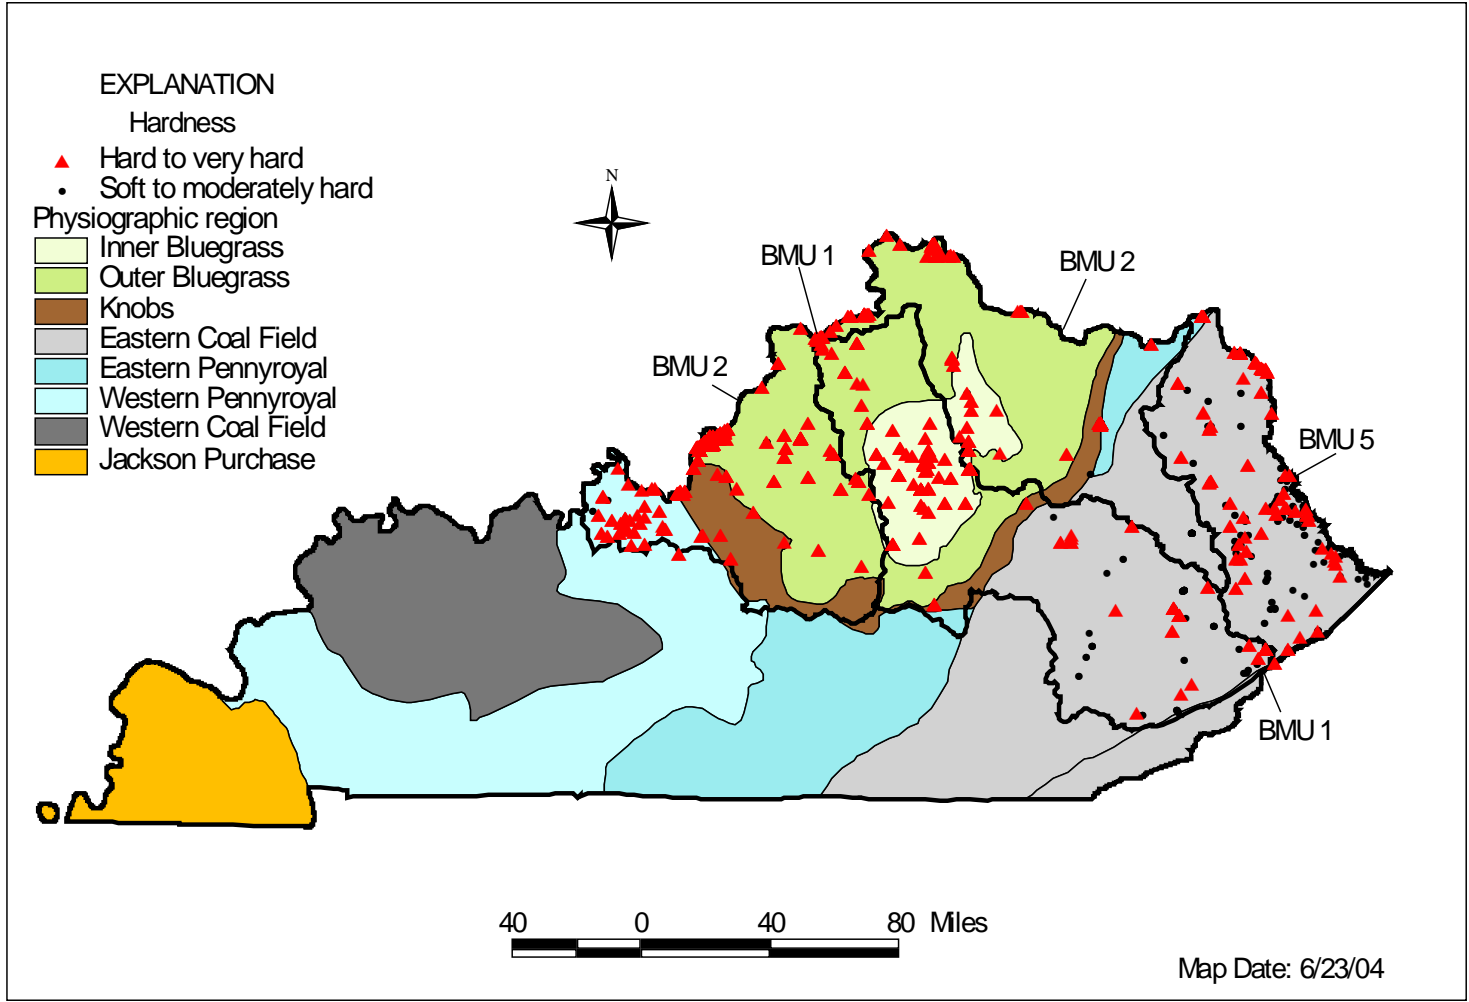 EXPLANATION
Hardness
Hard to very hard
Soft to moderately hard
Physiographic region
Inner Bluegrass
Outer Bluegrass
Knobs
Eastern Coal Field
Eastern Pennyroyal
Western Pennyroyal
Western Coal Field
Jackson Purchase
N
BMU 1
BMU 2
BMU 2
BMU 5
BMU 1
40 0 40 80 Miles
Map Date: 6/23/04